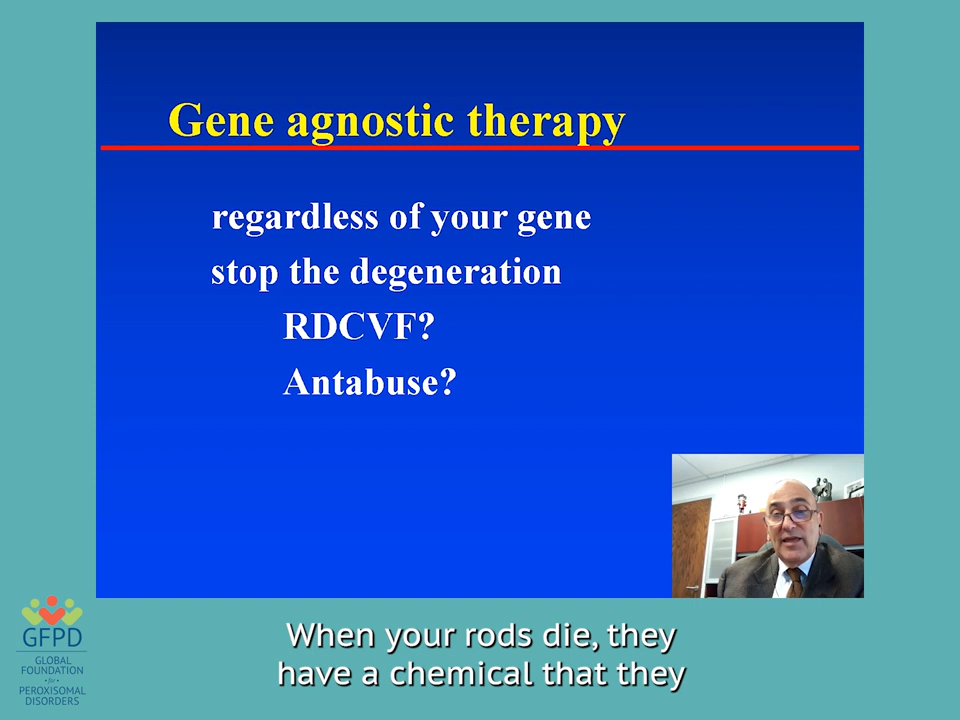 Gene agnostic therapy
regardless of your gene
stop the degeneration
RDCVF?
Antabuse?
GFPD
GLOBAL
FOUNDATION
for
PEROXISOMAL
DISORDERS
When your rods die, they
have a chemical that they